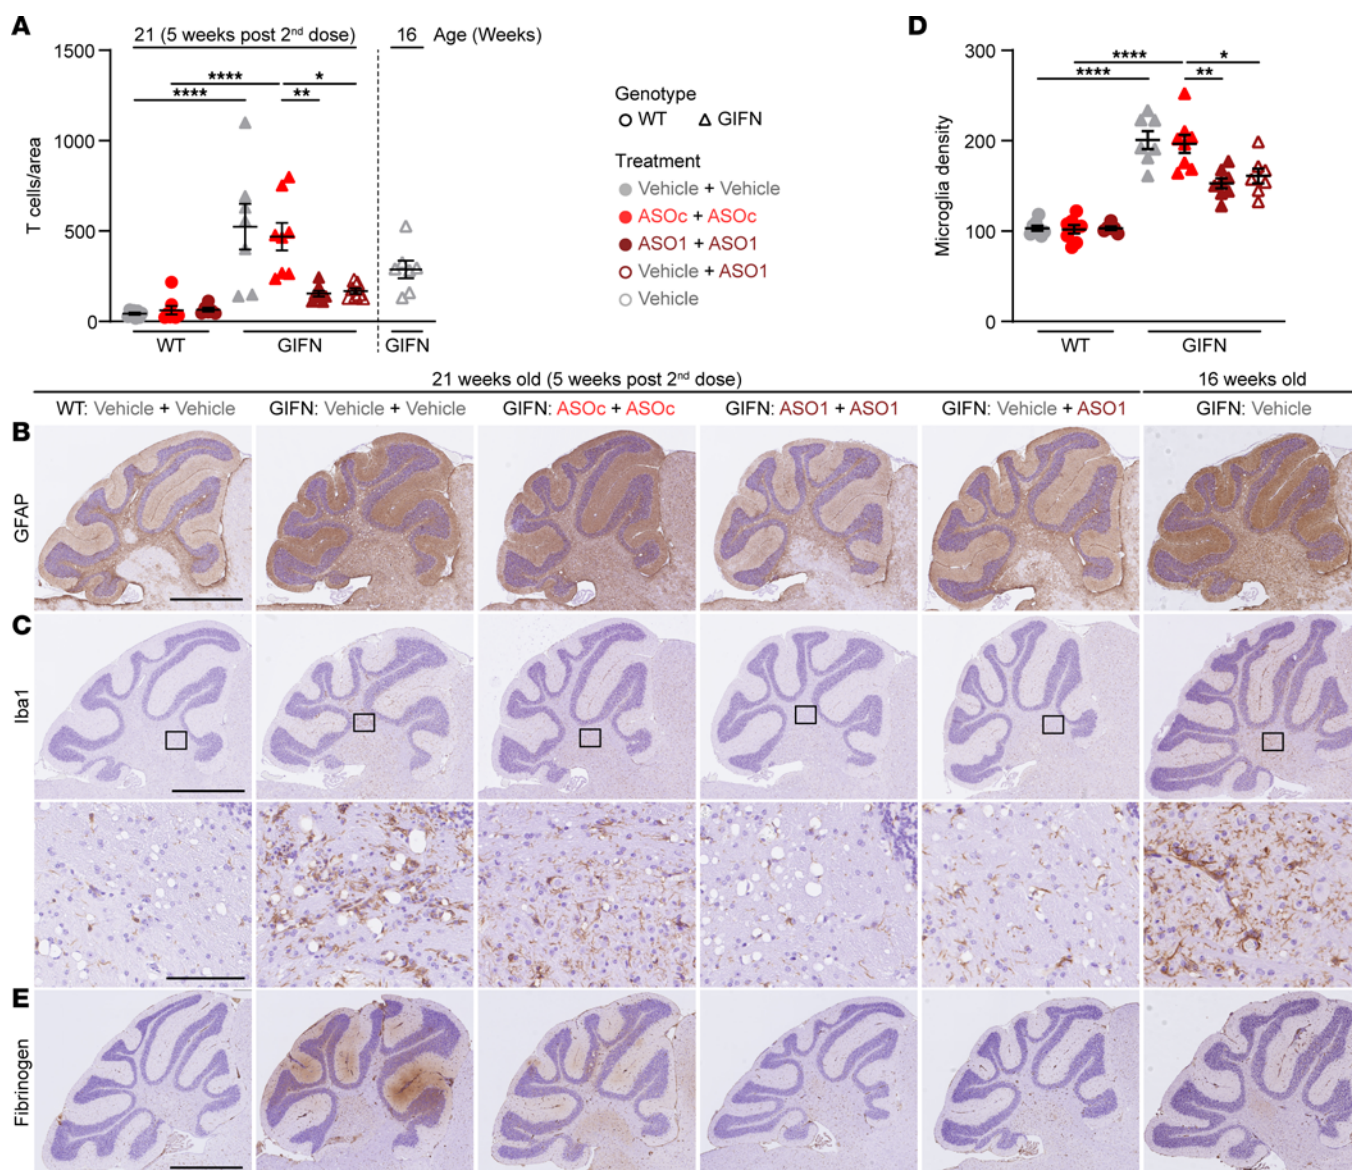 A
21 (5 weeks post 2nd dose)
16 Age (Weeks)
1500
1000
500
0
T cells/area
**** *
**** **
WT
GIFN
GIFN
Genotype
WT GIFN
Treatment
Vehicle + Vehicle
ASOc + ASOc
ASO1 + ASO1
Vehicle + ASO1
Vehicle
D
300
200
100
0
Microglia density
**** *
**** **
WT
GIFN
21 weeks old (5 weeks post 2nd dose)
16 weeks old
WT: Vehicle + Vehicle
GIFN: Vehicle + Vehicle
GIFN: ASOc + ASOc
GIFN: ASO1 + ASO1
GIFN: Vehicle + ASO1
GIFN: Vehicle
B
GFAP
C
Iba1
E
Fibrinogen